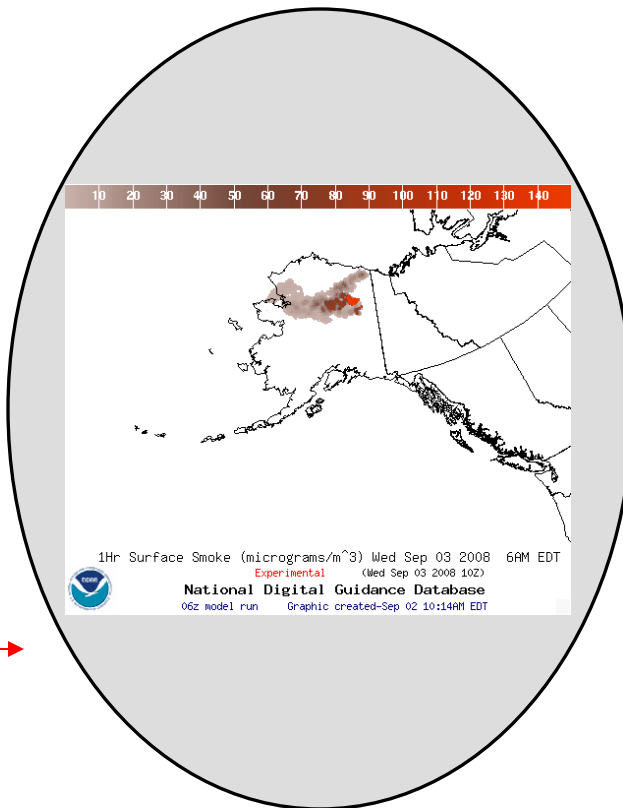 10 20 30 40 50 60 70 80 90 100 110 120 130 140
1Hr Surface Smoke (micrograms/m^3) Wed Sep 03 2008 6AM EDT
Experimental (Wed Sep 03 2008 10Z)
noaa
National Digital Guidance Database
06z model run Graphic created-Sep 02 10:14AM EDT